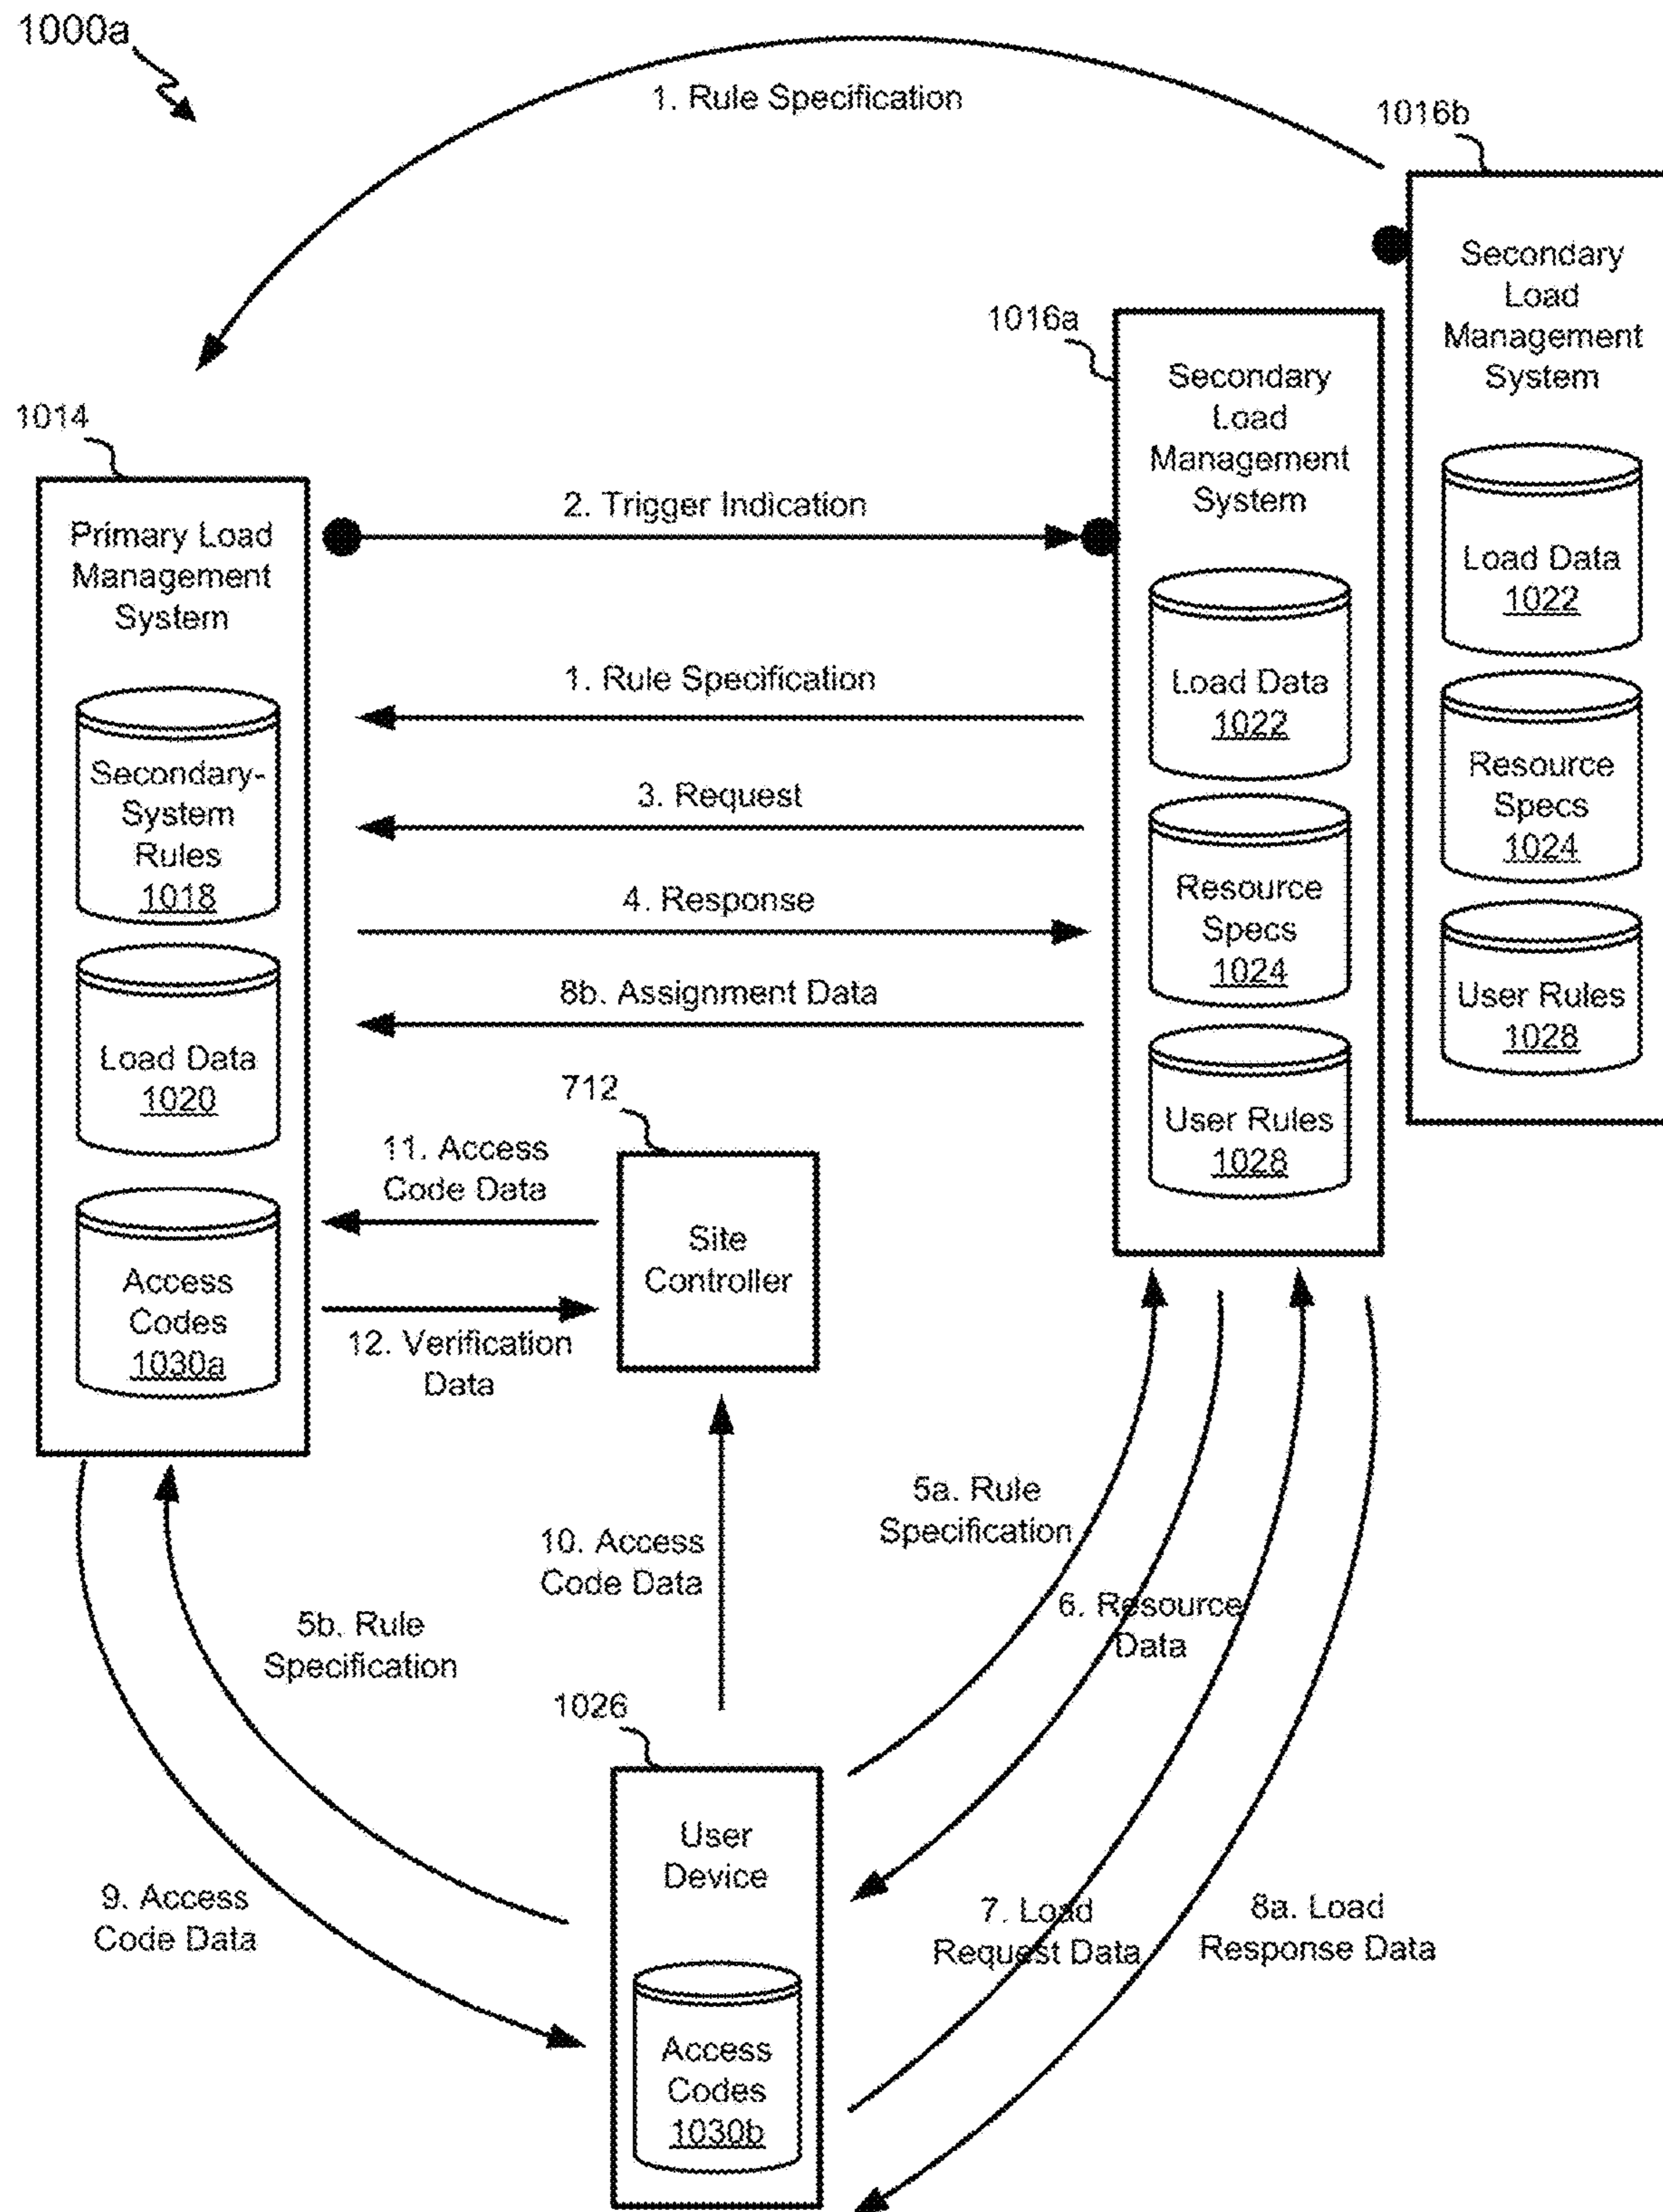 1000a
1. Rule Specification
1016b
Secondary
Load
Management
System
Load Data
1022
Resource
Specs
1024
User Rules
1028
1016a
Secondary
Load
Management
System
Load Data
1022
Resource
Specs
1024
User Rules
1028
1014
Primary Load
Management
System
Secondary-
System
Rules
1018
Load Data
1020
Access
Codes
1030a
2. Trigger Indication
1. Rule Specification
3. Request
4. Response
8b. Assignment Data
712
Site
Controller
11. Access
Code Data
12. Verification
Data
10. Access
Code Data
5a. Rule
Specification
6. Resource
Data
5b. Rule
Specification
1026
User
Device
Access
Codes
1030b
9. Access
Code Data
7. Load
Request Data
8a. Load
Response Data